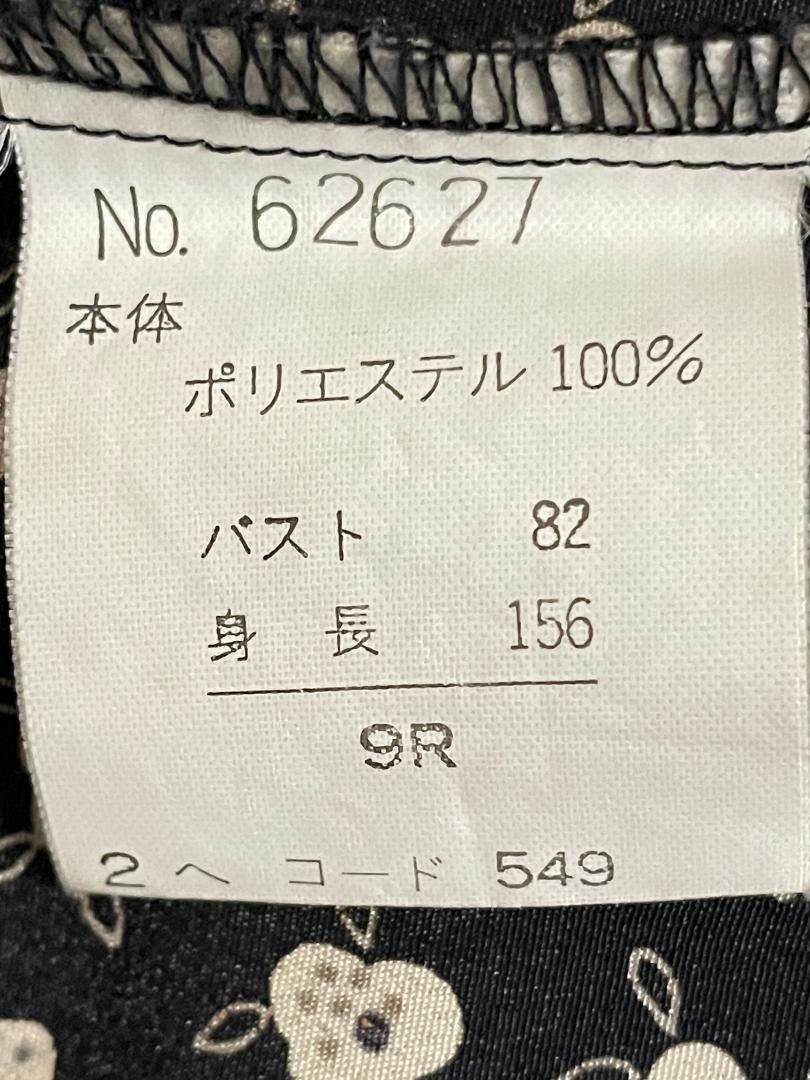 No. 62627
本体
ポリエステル 100%
バスト 82
身長 156
9R
2へ コード 549